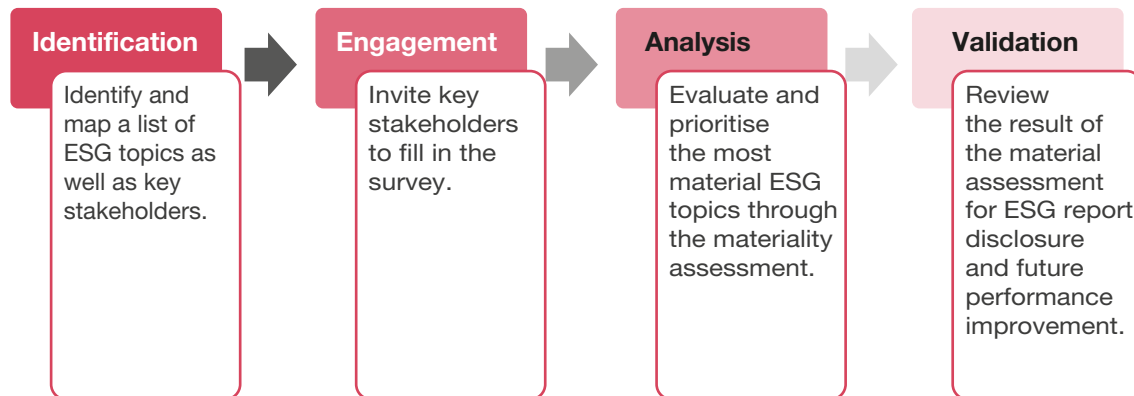 Identification
Identify and
map a list of
ESG topics as
well as key
stakeholders.
Engagement
Invite key
stakeholders
to fill in the
survey.
Analysis
Evaluate and
prioritise
the most
material ESG
topics through
the materiality
assessment.
Validation
Review
the result of
the material
assessment
for ESG report
disclosure
and future
performance
improvement.